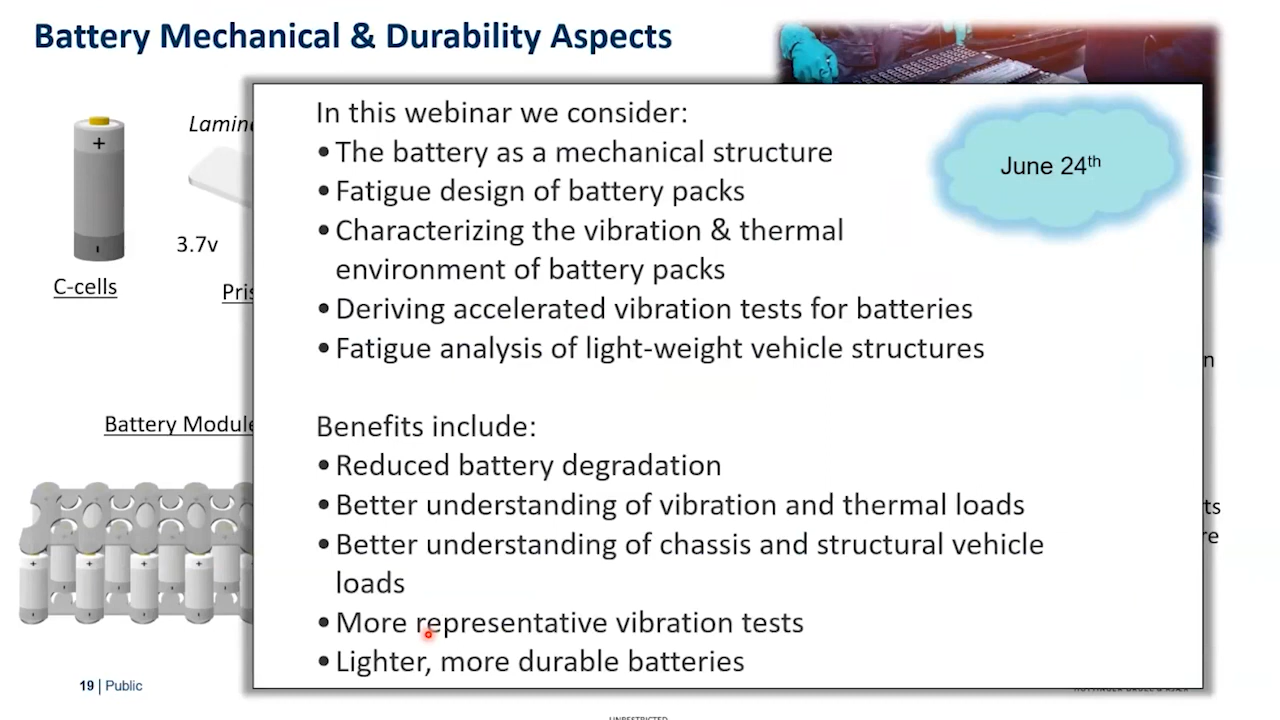 Battery Mechanical & Durability Aspects
In this webinar we consider:
• The battery as a mechanical structure
• Fatigue design of battery packs
• Characterizing the vibration & thermal
environment of battery packs
• Deriving accelerated vibration tests for batteries
• Fatigue analysis of light-weight vehicle structures
June 24th
Benefits include:
• Reduced battery degradation
• Better understanding of vibration and thermal loads
• Better understanding of chassis and structural vehicle
loads
• More representative vibration tests
• Lighter, more durable batteries
+
-
3.7v
C-cells
Battery Module
19 | Public